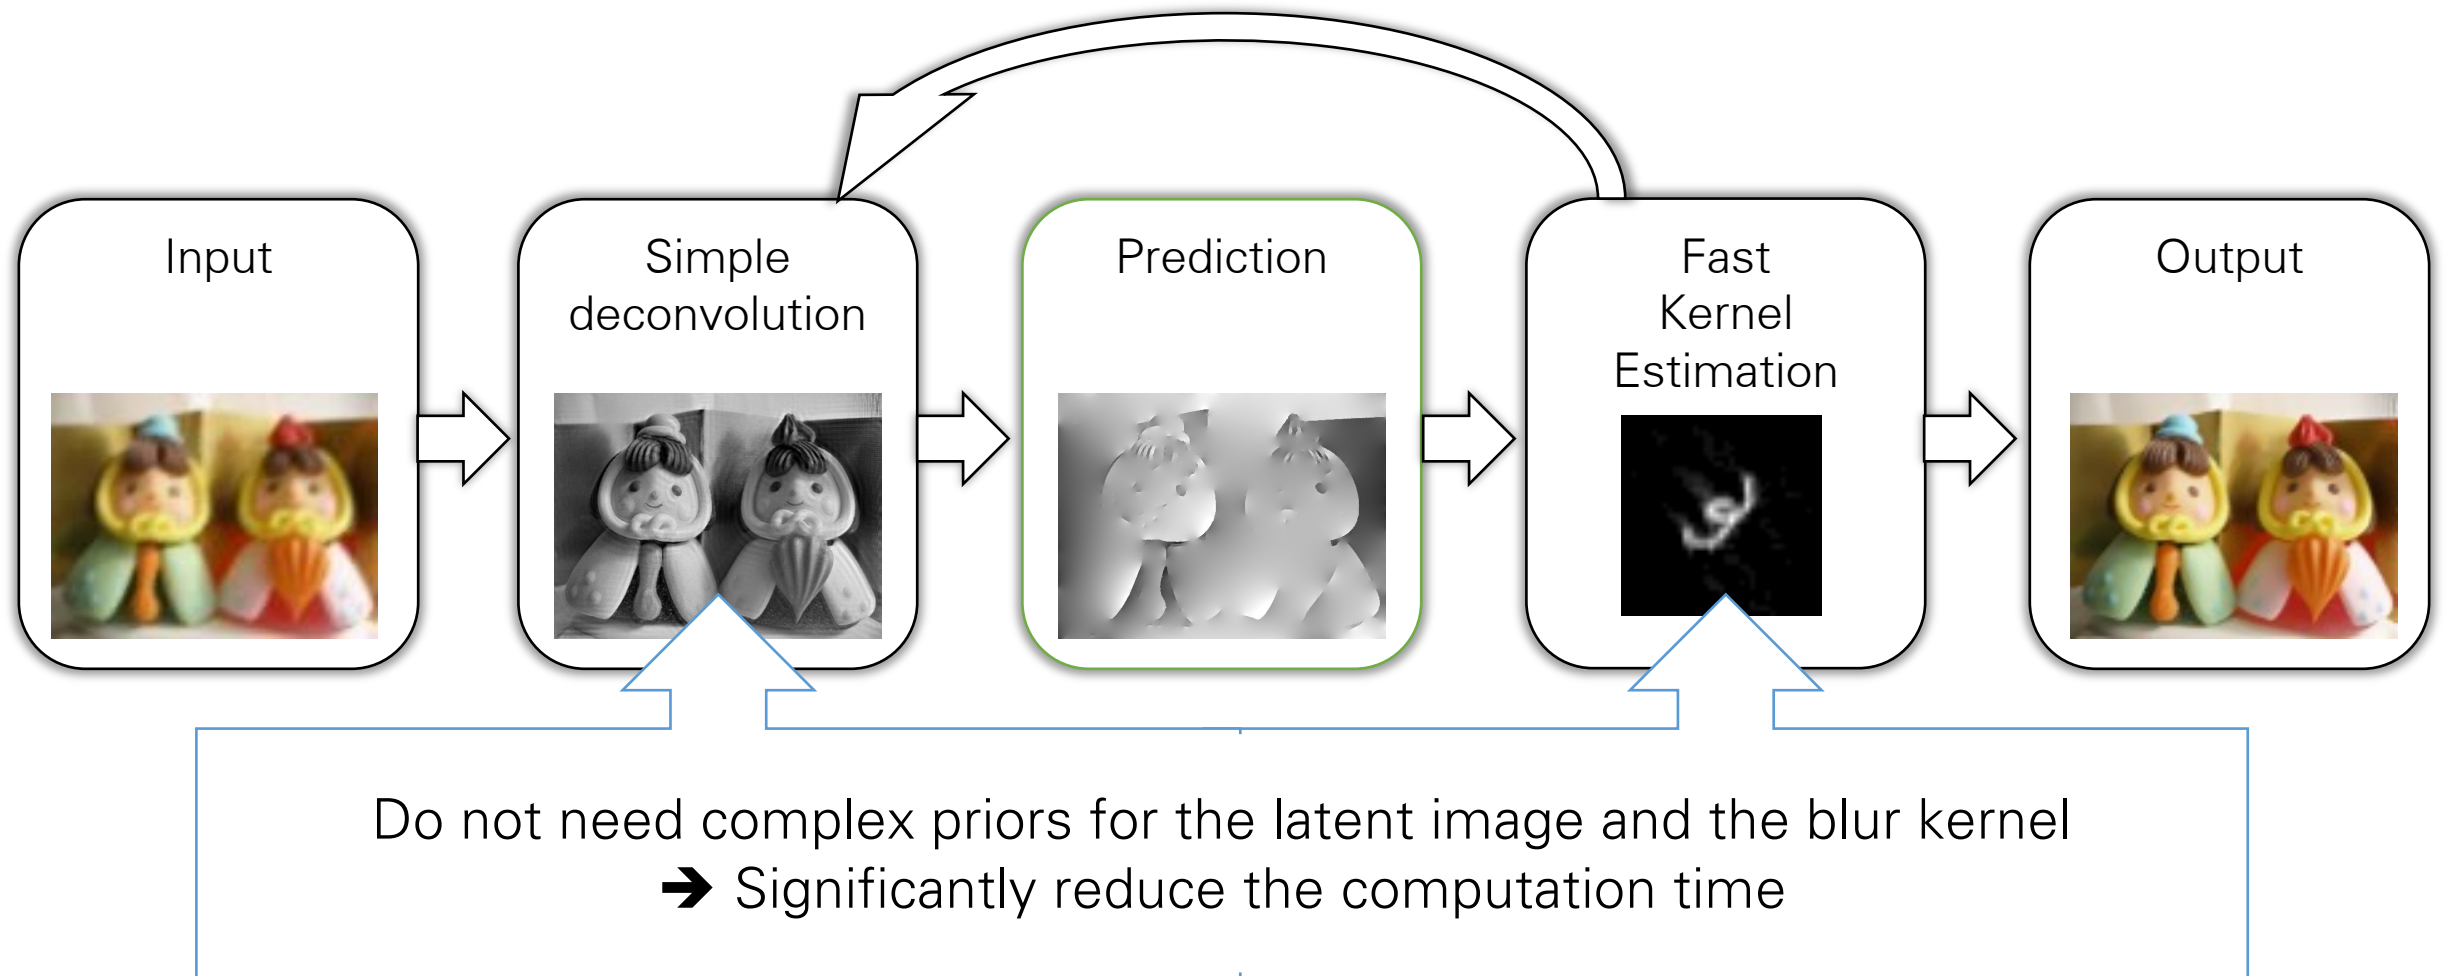 Input
Simple
deconvolution
Prediction
Fast
Kernel
Estimation
Output
Do not need complex priors for the latent image and the blur kernel
➔ Significantly reduce the computation time